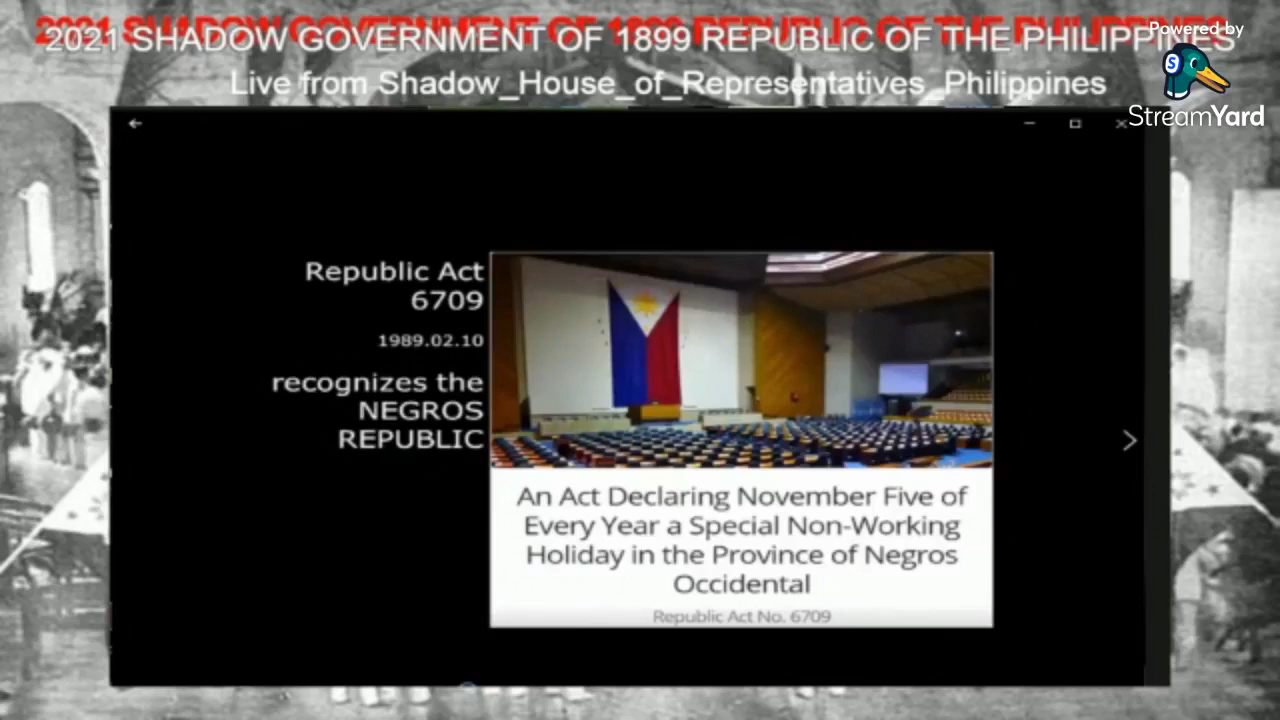 2021 SHADOW GOVERNMENT OF 1899 REPUBLIC OF THE PHILIPPINES
Powered by
Live from Shadow_House_of_Representatives_Philippines
StreamYard
Republic Act
6709
1989.02.10
recognizes the
NEGROS
REPUBLIC
An Act Declaring November Five of
Every Year a Special Non-Working
Holiday in the Province of Negros
Occidental
Republic Act No. 6709